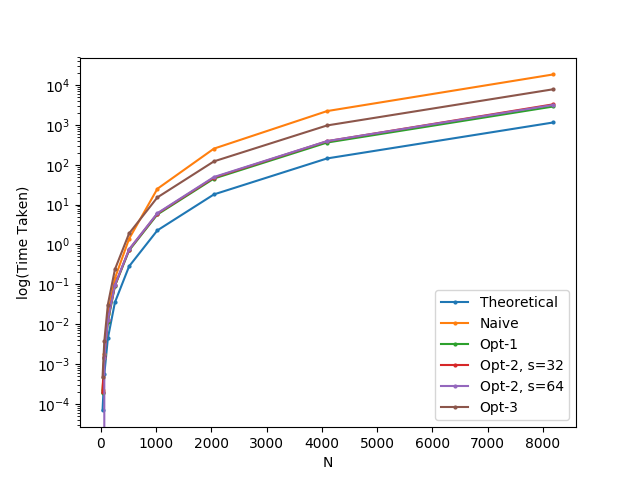 10^4
10^3
10^2
10^1
10^0
10^-1
10^-2
10^-3
10^-4
log(Time Taken)
0 1000 2000 3000 4000 5000 6000 7000 8000
N
Theoretical
Naive
Opt-1
Opt-2, s=32
Opt-2, s=64
Opt-3